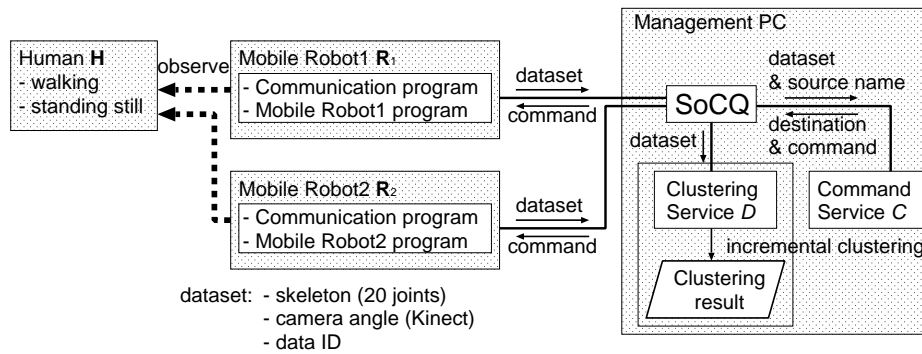 Human H
- walking
- standing still
observe
Mobile Robot1 R1
- Communication program
- Mobile Robot1 program
dataset
command
Mobile Robot2 R2
- Communication program
- Mobile Robot2 program
dataset
command
dataset: - skeleton (20 joints)
- camera angle (Kinect)
- data ID
Management PC
SoCQ
dataset
& source name
destination
& command
dataset
Clustering
Service D
Command
Service C
incremental clustering
Clustering
result